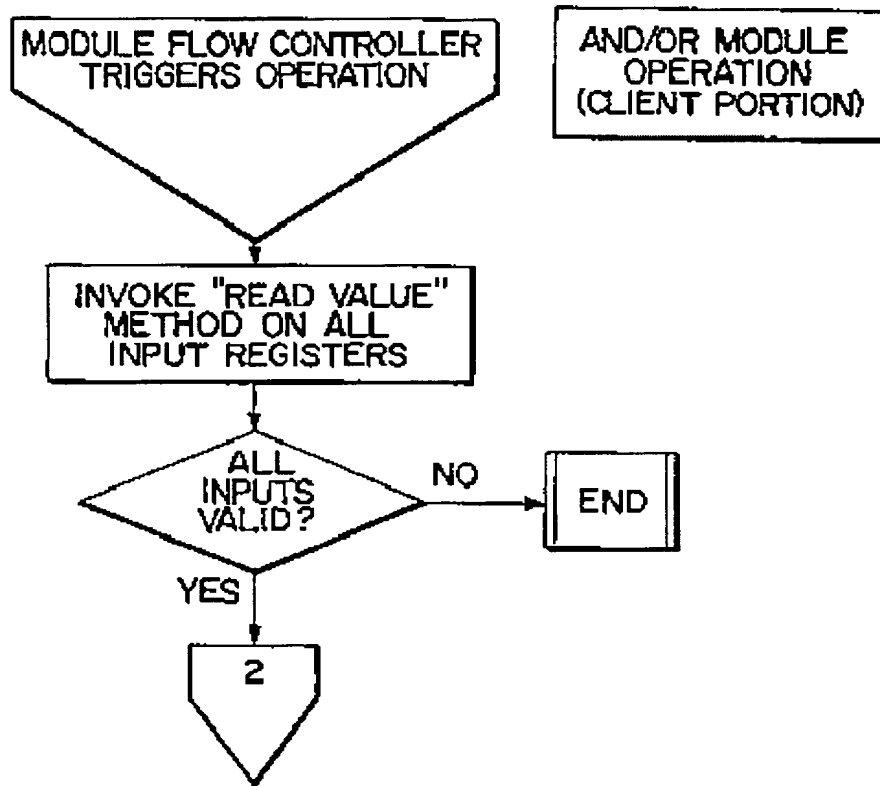 MODULE FLOW CONTROLLER
TRIGGERS OPERATION
AND/OR MODULE
OPERATION
(CLIENT PORTION)
INVOKE "READ VALUE"
METHOD ON ALL
INPUT REGISTERS
ALL
INPUTS
VALID?
NO
END
YES
2